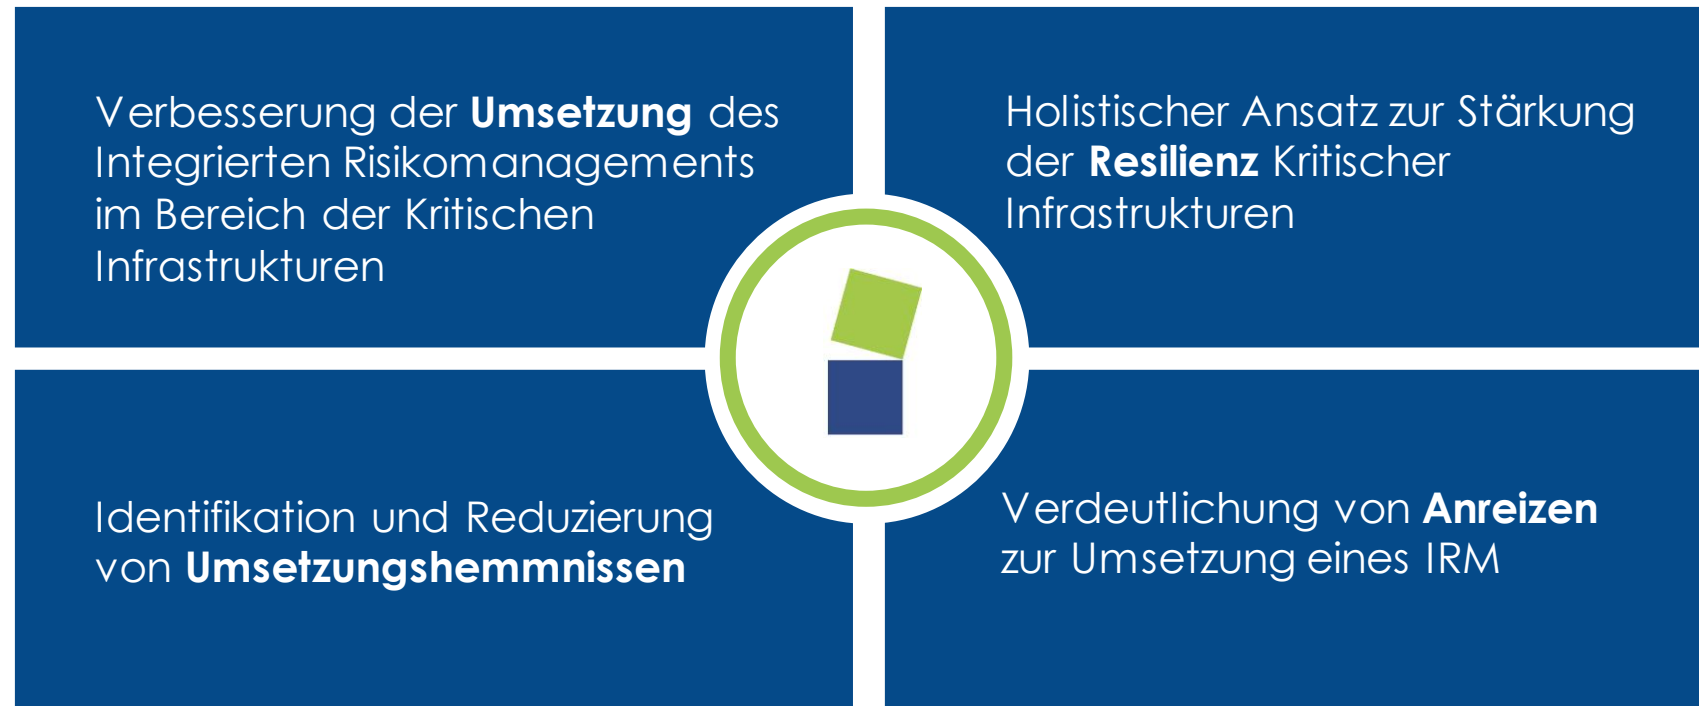 Verbesserung der Umsetzung des
Integrierten Risikomanagements
im Bereich der Kritischen
Infrastrukturen
Holistischer Ansatz zur Stärkung
der Resilienz Kritischer
Infrastrukturen
Identifikation und Reduzierung
von Umsetzungshemmnissen
Verdeutlichung von Anreizen
zur Umsetzung eines IRM